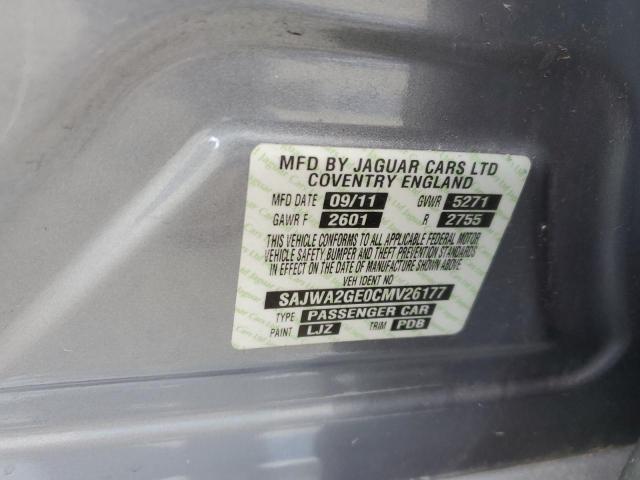 MFD BY JAGUAR CARS LTD
COVENTRY ENGLAND
MFD DATE 09/11 GVWR 5271
GAWR F 2601 R 2755
THIS VEHICLE CONFORMS TO ALL APPLICABLE FEDERAL MOTOR
VEHICLE SAFETY BUMPER AND THEFT PREVENTION STANDARDS
IN EFFECT ON THE DATE OF MANUFACTURE SHOWN ABOVE
VEH IDENT NO
SAJWA2GE0CMV26177
TYPE PASSENGER CAR
PAINT LJZ TRIM PDB